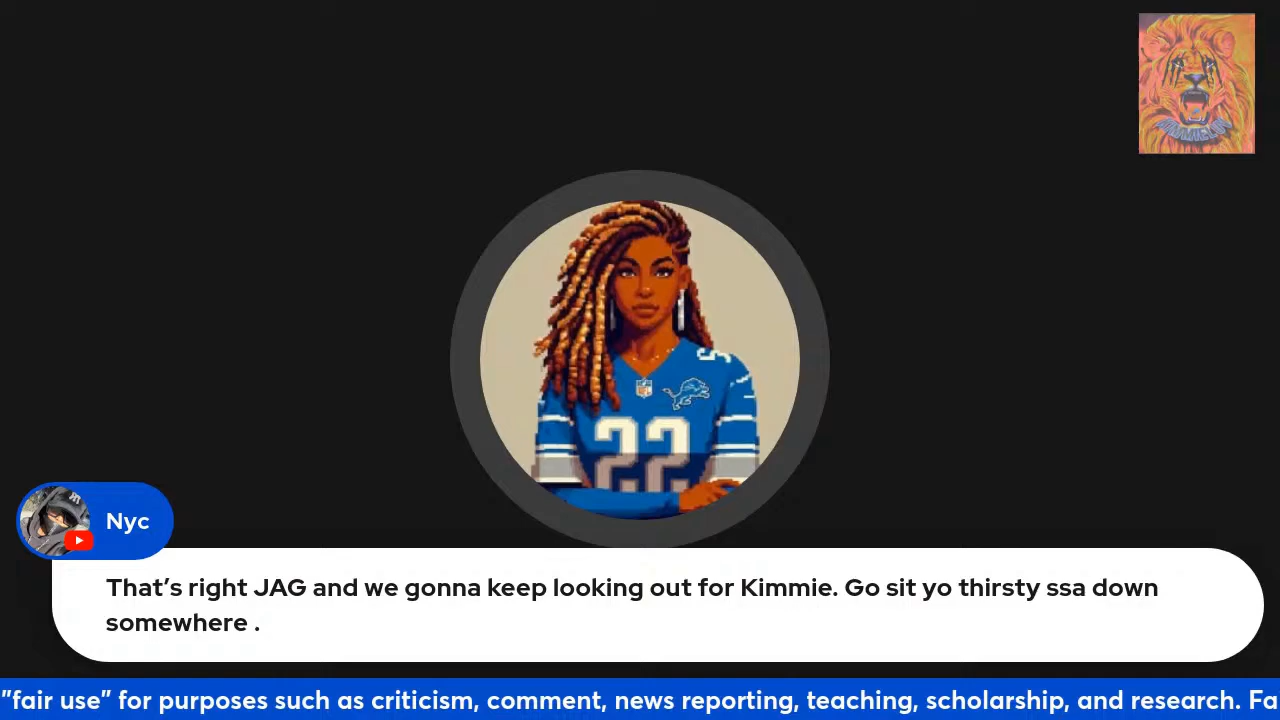 22
Nyc
That's right JAG and we gonna keep looking out for Kimmie. Go sit yo thirsty ssa down
somewhere .
"fair use" for purposes such as criticism, comment, news reporting, teaching, scholarship, and research. Fa